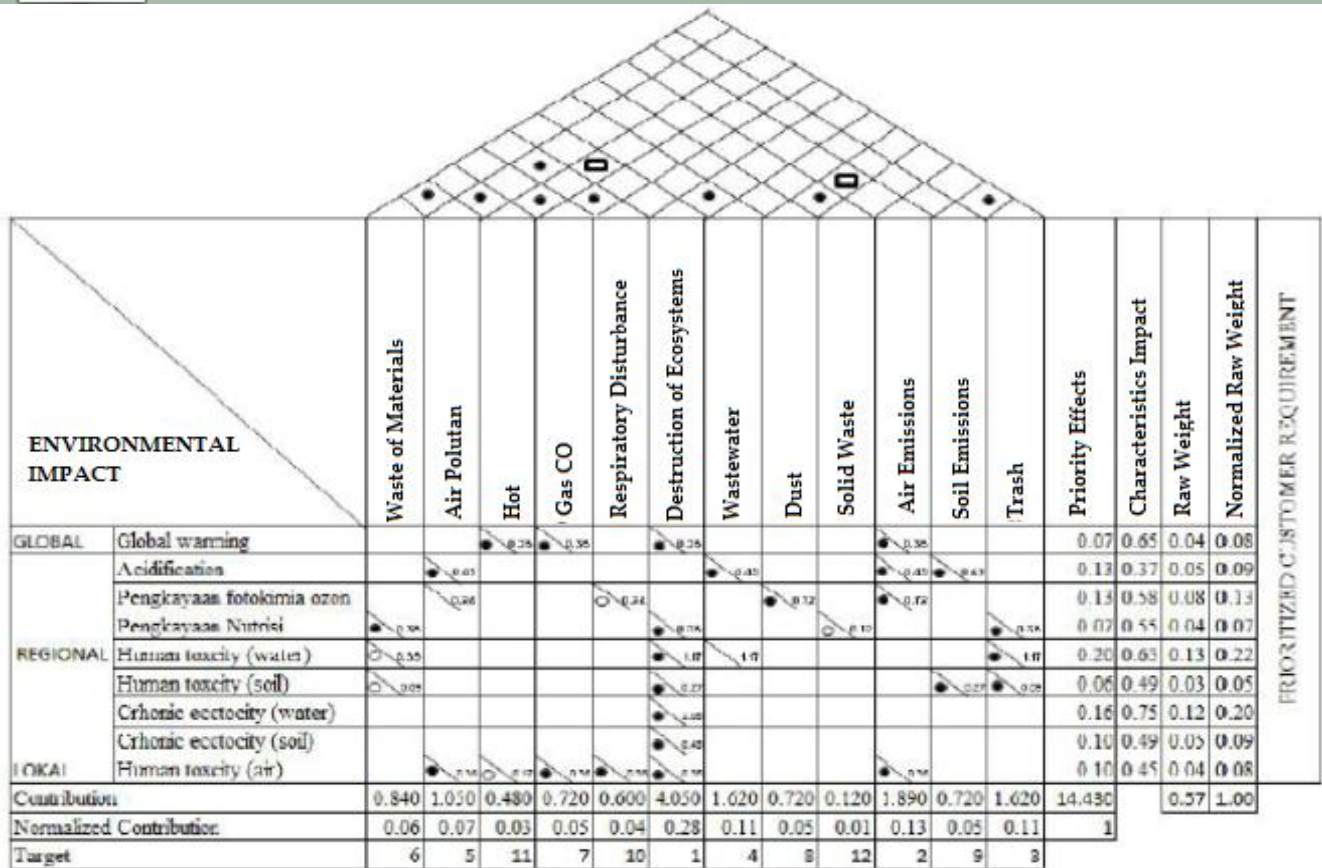 Waste of Materials
Air Polutan
Hot
Gas CO
Respiratory Disturbance
Destruction of Ecosystems
Wastewater
Dust
Solid Waste
Air Emissions
Soil Emissions
Trash
Priority Effects
Characteristics Impact
Raw Weight
Normalized Raw Weight
PRIORITIZED CUSTOMER REQUIREMENT
ENVIRONMENTAL
IMPACT
GLOBAL Global warming 0.07 0.65 0.04 0.08
Acidification 0.13 0.37 0.05 0.09
Pengkayaan fotokimia ozon 0.13 0.58 0.08 0.13
Pengkayaan Nutrisi 0.07 0.55 0.04 0.07
REGIONAL Human toxcity (water) 1.17 1.17 1.17 0.20 0.63 0.13 0.22
Human toxcity (soil) 0.06 0.49 0.03 0.05
Crhonic ecctocity (water) 0.16 0.75 0.12 0.20
Crhonic ecctocity (soil) 0.10 0.49 0.05 0.09
LOKAL Human toxcity (air) 0.10 0.45 0.04 0.08
Contribution 0.840 1.050 0.480 0.720 0.600 4.050 1.620 0.720 0.120 1.890 0.720 1.620 14.430 0.57 1.00
Normalized Contribution 0.06 0.07 0.03 0.05 0.04 0.28 0.11 0.05 0.01 0.13 0.05 0.11 1
Target 6 5 11 7 10 1 4 8 12 2 9 3